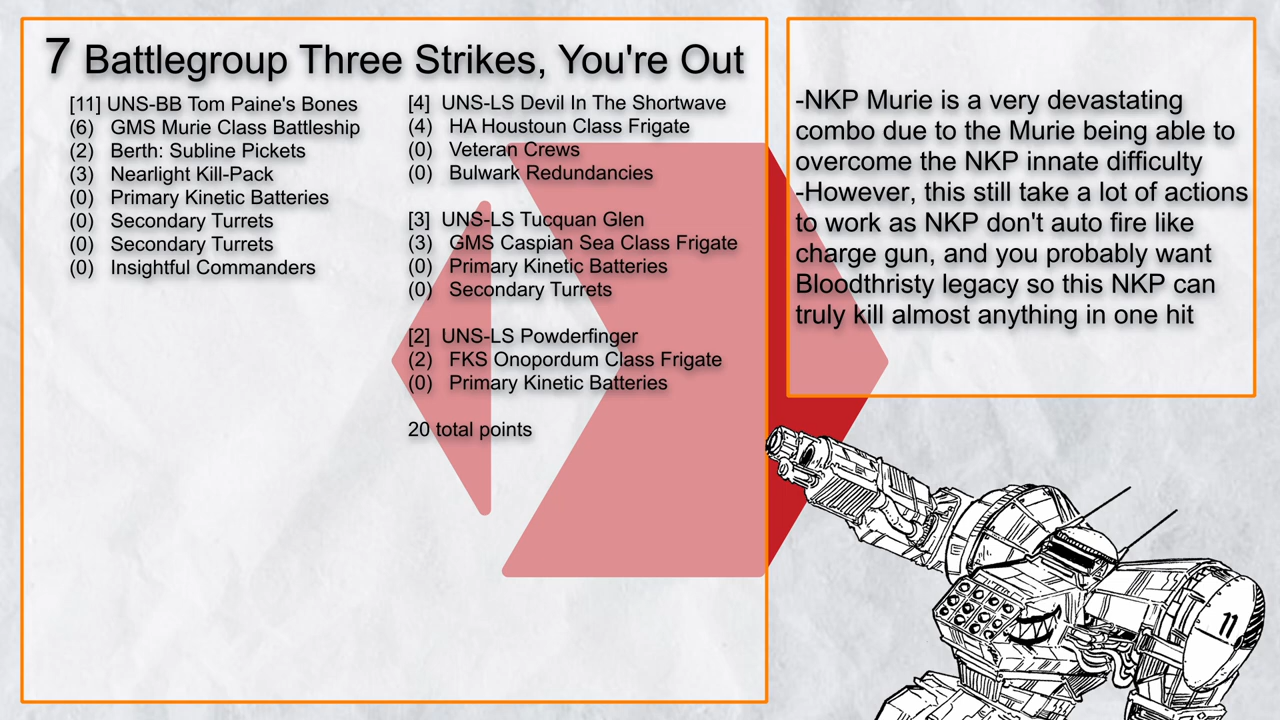 7 Battlegroup Three Strikes, You're Out
[11] UNS-BB Tom Paine's Bones
(6) GMS Murie Class Battleship
(2) Berth: Subline Pickets
(3) Nearlight Kill-Pack
(0) Primary Kinetic Batteries
(0) Secondary Turrets
(0) Secondary Turrets
(0) Insightful Commanders
[4] UNS-LS Devil In The Shortwave
(4) HA Houstoun Class Frigate
(0) Veteran Crews
(0) Bulwark Redundancies
[3] UNS-LS Tucquan Glen
(3) GMS Caspian Sea Class Frigate
(0) Primary Kinetic Batteries
(0) Secondary Turrets
[2] UNS-LS Powderfinger
(2) FKS Onopordum Class Frigate
(0) Primary Kinetic Batteries
20 total points
-NKP Murie is a very devastating
combo due to the Murie being able to
overcome the NKP innate difficulty
-However, this still take a lot of actions
to work as NKP don't auto fire like
charge gun, and you probably want
Bloodthristy legacy so this NKP can
truly kill almost anything in one hit
11